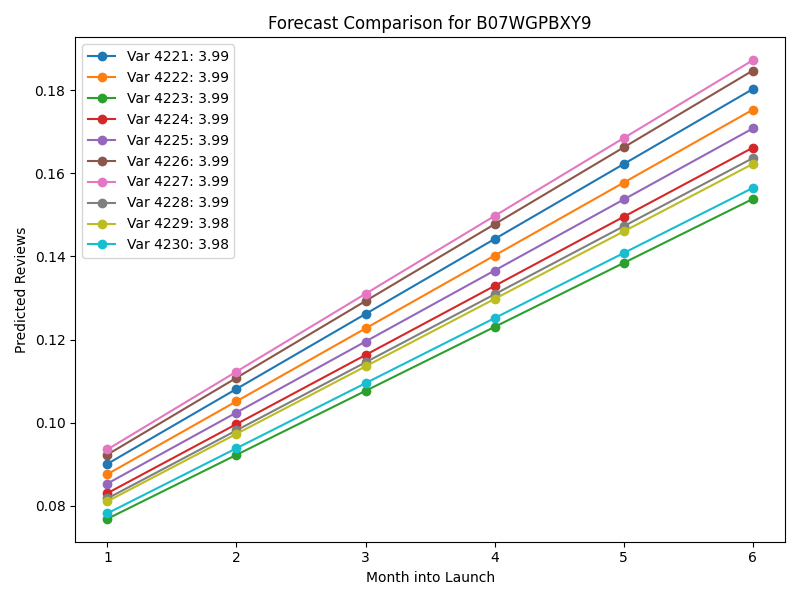 Forecast Comparison for B07WGPBXY9
Var 4221: 3.99
Var 4222: 3.99
Var 4223: 3.99
Var 4224: 3.99
Var 4225: 3.99
Var 4226: 3.99
Var 4227: 3.99
Var 4228: 3.99
Var 4229: 3.98
Var 4230: 3.98
Predicted Reviews
0.18
0.16
0.14
0.12
0.10
0.08
1 2 3 4 5 6
Month into Launch